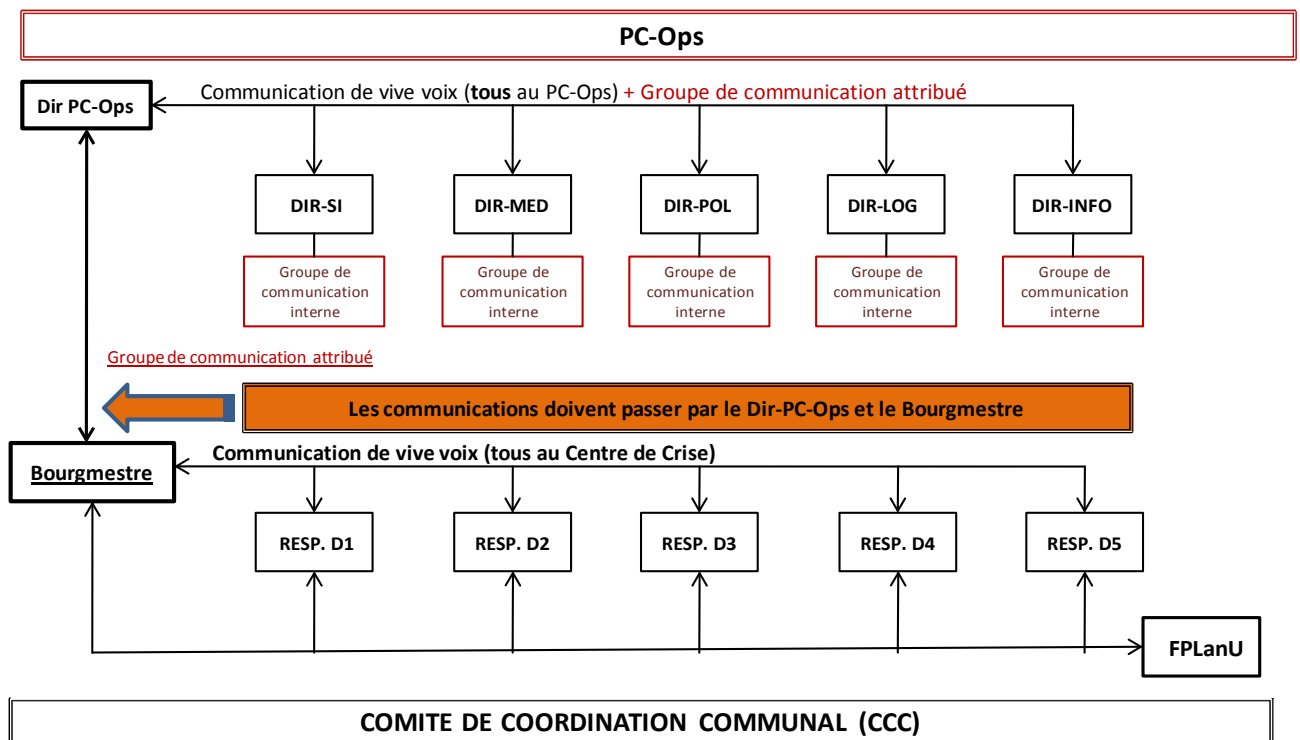 PC-Ops
Communication de vive voix (tous au PC-Ops) + Groupe de communication attribué
Dir PC-Ops
DIR-SI
DIR-MED
DIR-POL
DIR-LOG
DIR-INFO
Groupe de
communication
interne
Groupe de
communication
interne
Groupe de
communication
interne
Groupe de
communication
interne
Groupe de
communication
interne
Groupe de communication attribué
Les communications doivent passer par le Dir-PC-Ops et le Bourgmestre
Communication de vive voix (tous au Centre de Crise)
Bourgmestre
RESP. D1
RESP. D2
RESP. D3
RESP. D4
RESP. D5
FPLanU
COMITE DE COORDINATION COMMUNAL (CCC)